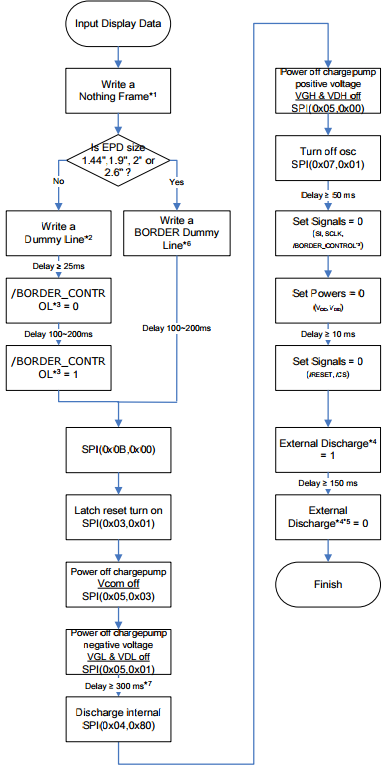 Input Display Data
Write a
Nothing Frame*1
Is EPD size
1.44",1.9", 2" or
2.6" ?
No
Yes
Write a
Dummy Line*2
Write a
BORDER Dummy
Line*6
Delay ≥ 25ms
/BORDER_CONTR
OL*3 = 0
Delay 100~200ms
Delay 100~200ms
/BORDER_CONTR
OL*3 = 1
SPI(0x0B,0x00)
Latch reset turn on
SPI(0x03,0x01)
Power off chargepump
Vcom off
SPI(0x05,0x03)
Power off chargepump
negative voltage
VGL & VDL off
SPI(0x05,0x01)
Delay ≥ 300 ms*7
Discharge internal
SPI(0x04,0x80)
Power off chargepump
positive voltage
VGH & VDH off
SPI(0x05,0x00)
Turn off osc
SPI(0x07,0x01)
Delay ≥ 50 ms
Set Signals = 0
(SI, SCLK,
/BORDER_CONTROL*3)
Set Powers = 0
Delay ≥ 10 ms
Set Signals = 0
(/RESET, /CS)
External Discharge*4
= 1
Delay ≥ 150 ms
External
Discharge*4*5 = 0
Finish